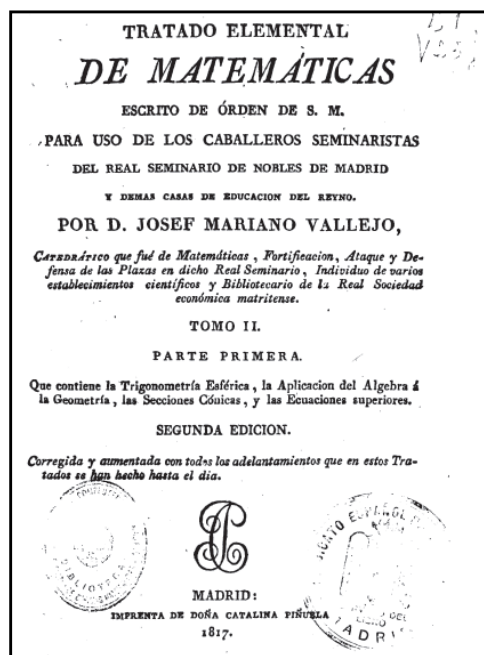 TRATADO ELEMENTAL
DE MATEMÁTICAS
ESCRITO DE ÓRDEN DE S. M.
PARA USO DE LOS CABALLEROS SEMINARISTAS
DEL REAL SEMINARIO DE NOBLES DE MADRID
Y DEMAS CASAS DE EDUCACION DEL REYNO.
POR D. JOSEF MARIANO VALLEJO,
CATEDRÁTICO que fué de Matemáticas, Fortificacion, Ataque y De-
fensa de las Plazas en dicho Real Seminario, Individuo de varios
establecimientos científicos y Bibliotecario de la Real Sociedad
económica matritense.
TOMO II.
PARTE PRIMERA.
Que contiene la Trigonometría Esférica, la Aplicacion del Algebra á
la Geometría, las Secciones Cónicas, y las Ecuaciones superiores.
SEGUNDA EDICION.
Corregida y aumentada con todos los adelantamientos que en estos Tra-
tados se han hecho hasta el dia.
MADRID:
IMPRENTA DE DOÑA CATALINA PIÑUELA
1817.